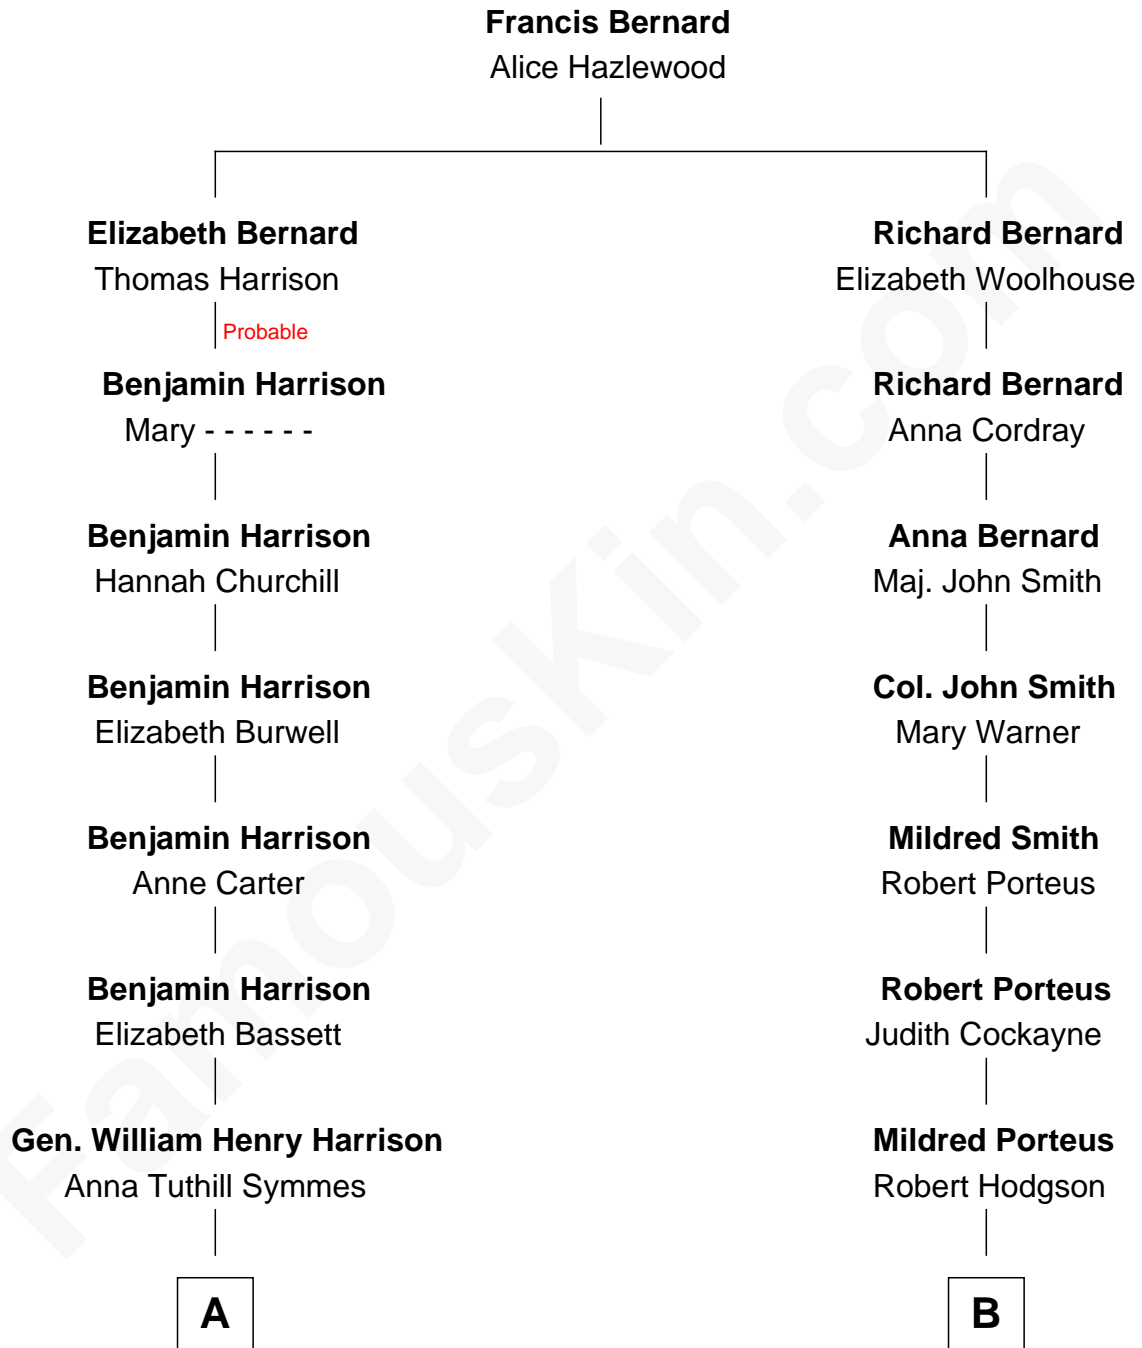 Francis Bernard
Alice Hazlewood
Elizabeth Bernard
Thomas Harrison
Probable
Benjamin Harrison
Mary - - - - - -
Benjamin Harrison
Hannah Churchill
Benjamin Harrison
Elizabeth Burwell
Benjamin Harrison
Anne Carter
Benjamin Harrison
Elizabeth Bassett
Gen. William Henry Harrison
Anna Tuthill Symmes
A
Richard Bernard
Elizabeth Woolhouse
Richard Bernard
Anna Cordray
Anna Bernard
Maj. John Smith
Col. John Smith
Mary Warner
Mildred Smith
Robert Porteus
Robert Porteus
Judith Cockayne
Mildred Porteus
Robert Hodgson
B
FamousKin.com